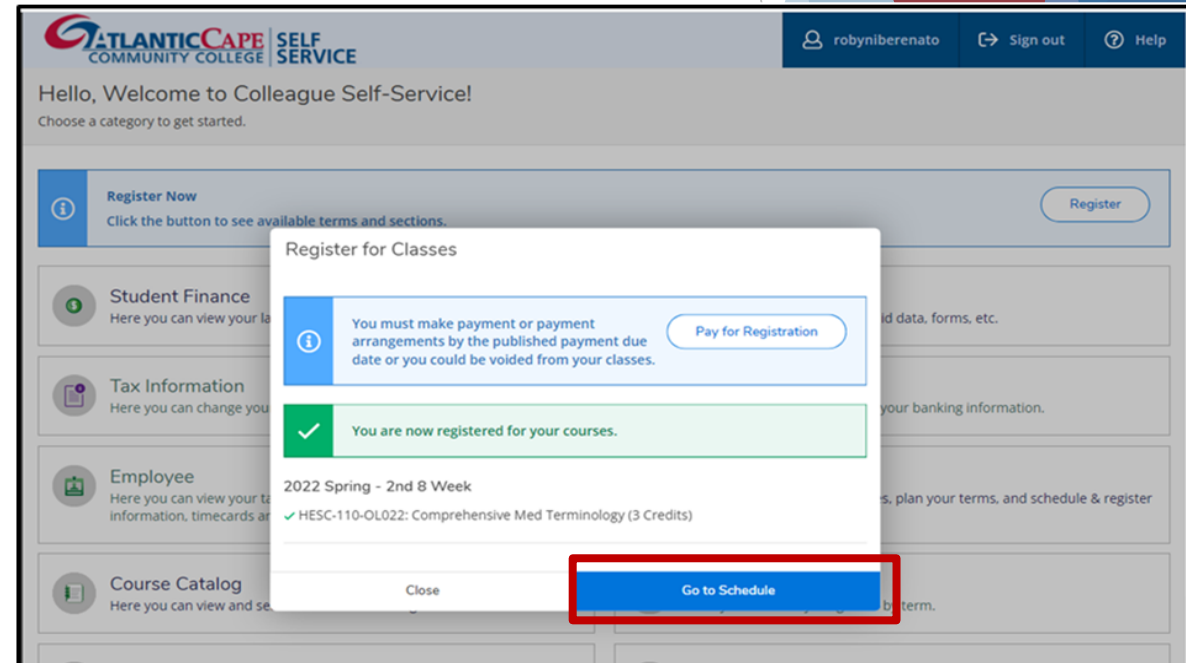 ATLANTICCAPE
COMMUNITY COLLEGE
SELF
SERVICE
robyniberenato
Sign out
Help
Hello, Welcome to Colleague Self-Service!
Choose a category to get started.
Register Now
Click the button to see available terms and sections.
Register
Register for Classes
You must make payment or payment
arrangements by the published payment due
date or you could be voided from your classes.
Pay for Registration
You are now registered for your courses.
2022 Spring - 2nd 8 Week
HESC-110-OL022: Comprehensive Med Terminology (3 Credits)
Close
Go to Schedule
Student Finance
Here you can view your
data, forms, etc.
Tax Information
Here you can change
your banking information.
Employee
Here you can view your
information, timecards
plan your terms, and schedule & register
Course Catalog
Here you can view and
term.